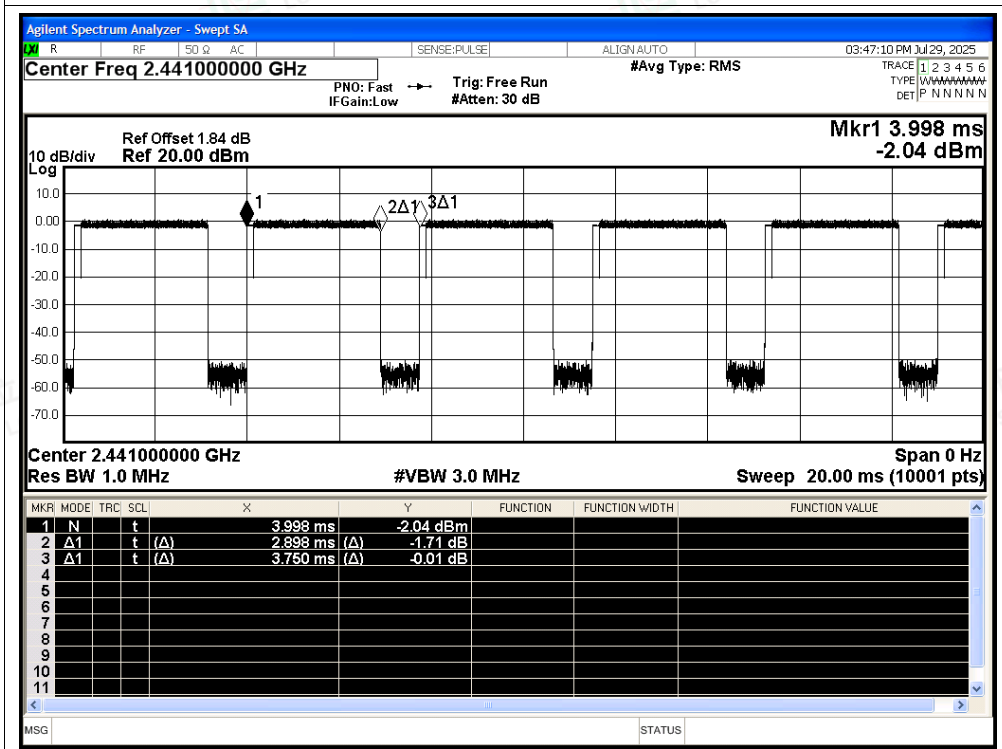 Agilent Spectrum Analyzer - Swept SA
LXI R RF 50 Ω AC SENSE:PULSE ALIGN AUTO 03:47:10 PM Jul 29, 2025
Center Freq 2.441000000 GHz
#Avg Type: RMS
TRACE 1 2 3 4 5 6
PNO: Fast Trig: Free Run
TYPE WWWWWW
IFGain:Low #Atten: 30 dB
DET P N N N N N
Mkr1 3.998 ms
Ref Offset 1.84 dB
10 dB/div Ref 20.00 dBm
-2.04 dBm
Log
10.0
1 2Δ1 3Δ1
0.00
-10.0
-20.0
-30.0
-40.0
-50.0
-60.0
-70.0
Center 2.441000000 GHz Span 0 Hz
Res BW 1.0 MHz #VBW 3.0 MHz Sweep 20.00 ms (10001 pts)
MKR MODE TRC SCL X Y FUNCTION FUNCTION WIDTH FUNCTION VALUE
1 N t 3.998 ms -2.04 dBm
2 Δ1 t (Δ) 2.898 ms (Δ) -1.71 dB
3 Δ1 t (Δ) 3.750 ms (Δ) -0.01 dB
4
5
6
7
8
9
10
11
MSG STATUS